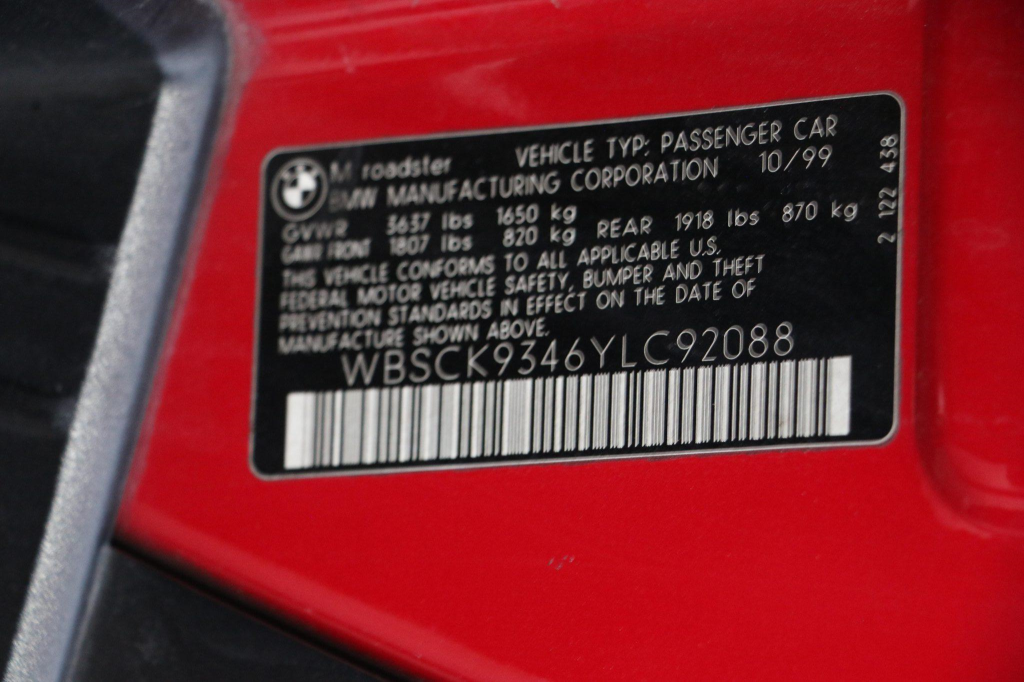 M roadster VEHICLE TYP: PASSENGER CAR
BMW MANUFACTURING CORPORATION 10/99
GVWR 3637 lbs 1650 kg
GAWR FRONT 1807 lbs 820 kg REAR 1918 lbs 870 kg
THIS VEHICLE CONFORMS TO ALL APPLICABLE U.S.
FEDERAL MOTOR VEHICLE SAFETY, BUMPER AND THEFT
PREVENTION STANDARDS IN EFFECT ON THE DATE OF
MANUFACTURE SHOWN ABOVE.
WBSCK9346YLC92088
2 122 438